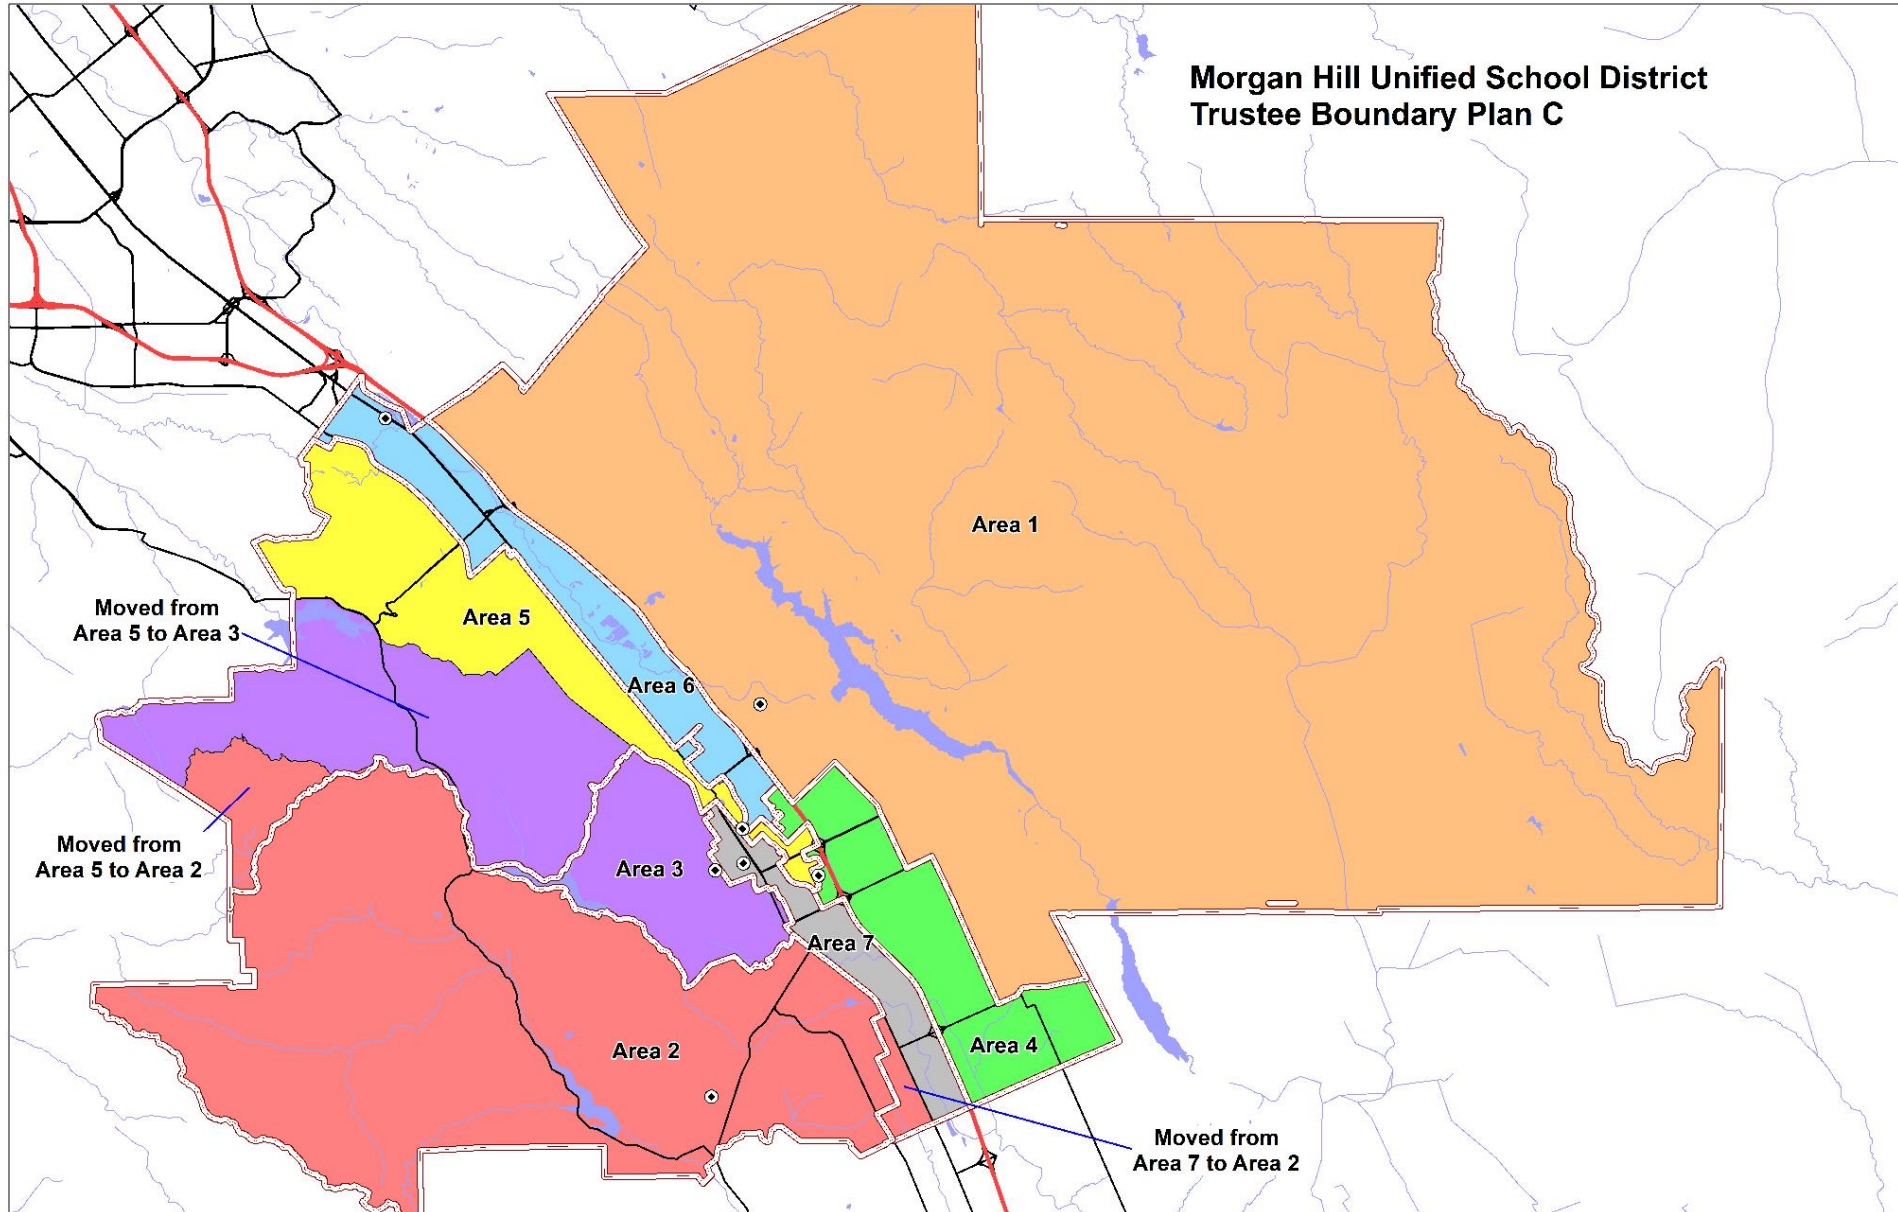 Morgan Hill Unified School District
Trustee Boundary Plan C
Area 1
Moved from
Area 5 to Area 3
Area 5
Area 6
Moved from
Area 5 to Area 2
Area 3
Area 7
Area 2
Area 4
Moved from
Area 7 to Area 2